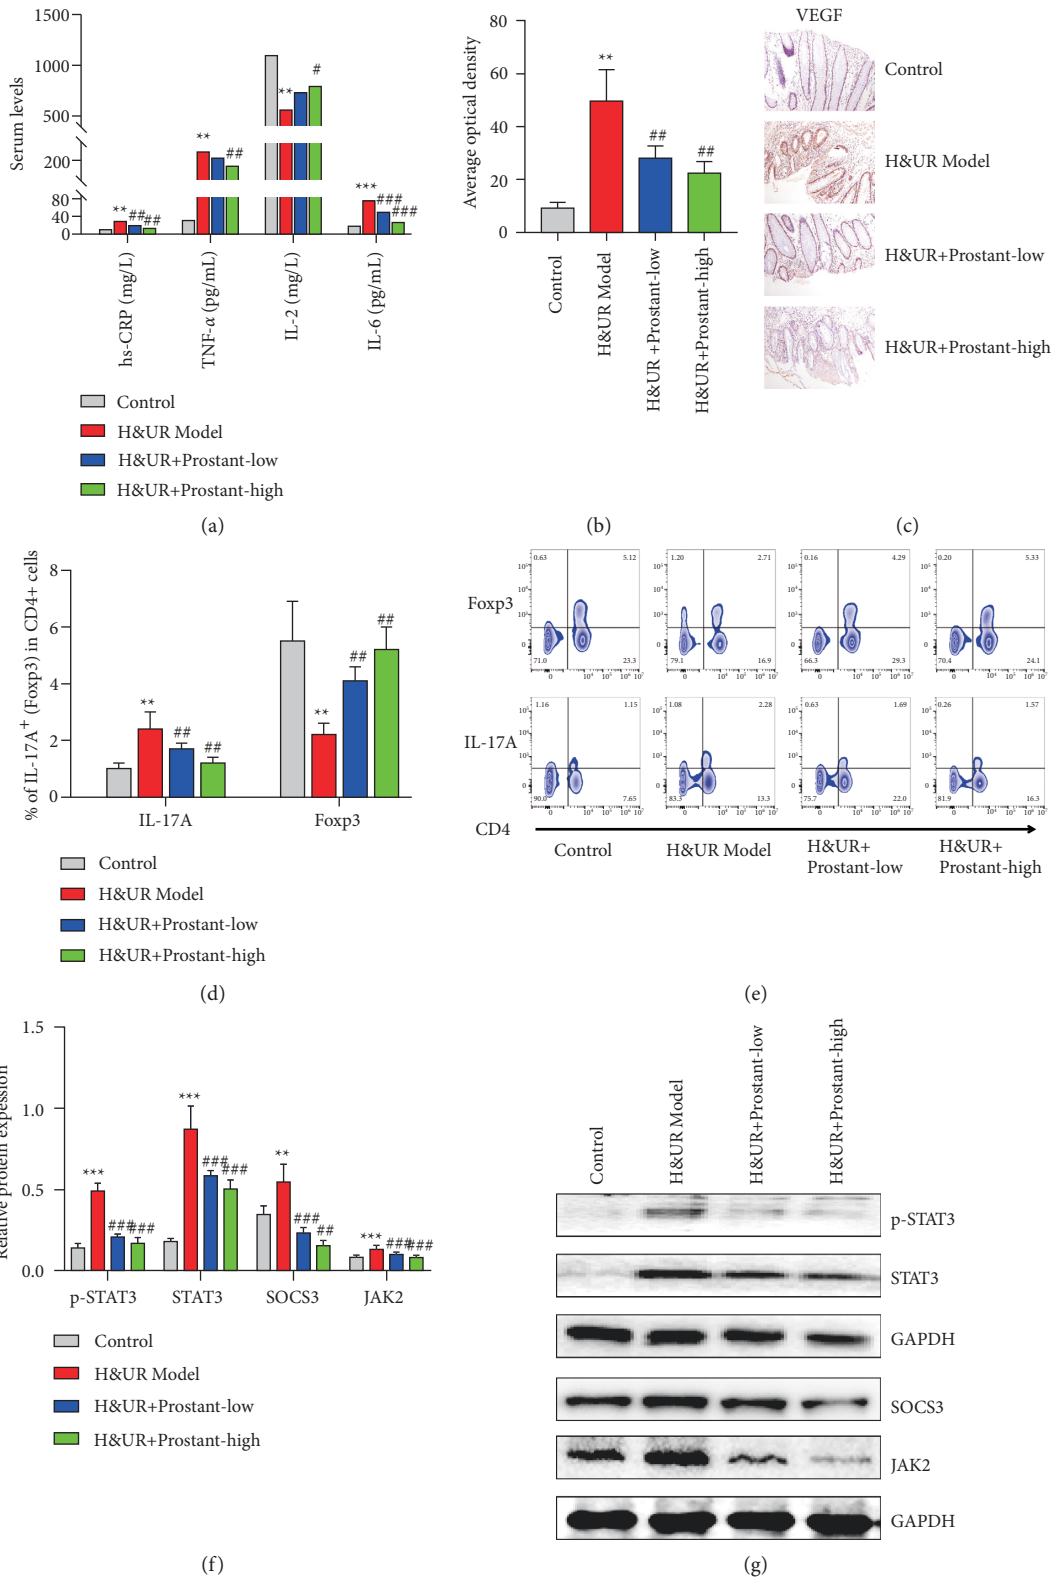 1500
1000
500
200
80
40
0
Serum levels
**
**
##
**
#
***
###
###
**
##
##
hs-CRP (mg/L)
TNF-α (pg/mL)
IL-2 (mg/L)
IL-6 (pg/mL)
Control
H&UR Model
H&UR+Prostant-low
H&UR+Prostant-high
(a)
80
60
40
20
0
Average optical density
**
##
##
Control
H&UR Model
H&UR +Prostant-low
H&UR+Prostant-high
(b)
VEGF
Control
H&UR Model
H&UR+Prostant-low
H&UR+Prostant-high
(c)
8
6
4
2
0
% of IL-17A+ (Foxp3) in CD4+ cells
**
##
##
**
##
##
IL-17A
Foxp3
Control
H&UR Model
H&UR+Prostant-low
H&UR+Prostant-high
(d)
Foxp3
0.63 5.12
71.0 23.3
1.20 2.71
79.1 16.9
0.16 4.29
66.3 29.3
0.20 5.33
70.4 24.1
IL-17A
1.16 1.15
90.0 7.65
1.08 2.28
83.3 13.3
0.63 1.69
75.7 22.0
0.26 1.57
81.9 16.3
CD4
Control
H&UR Model
H&UR+
Prostant-low
H&UR+
Prostant-high
(e)
1.5
1.0
0.5
0.0
Relative protein expession
***
###
###
***
###
###
**
###
##
***
###
###
p-STAT3
STAT3
SOCS3
JAK2
Control
H&UR Model
H&UR+Prostant-low
H&UR+Prostant-high
(f)
Control
H&UR Model
H&UR+Prostant-low
H&UR+Prostant-high
p-STAT3
STAT3
GAPDH
SOCS3
JAK2
GAPDH
(g)